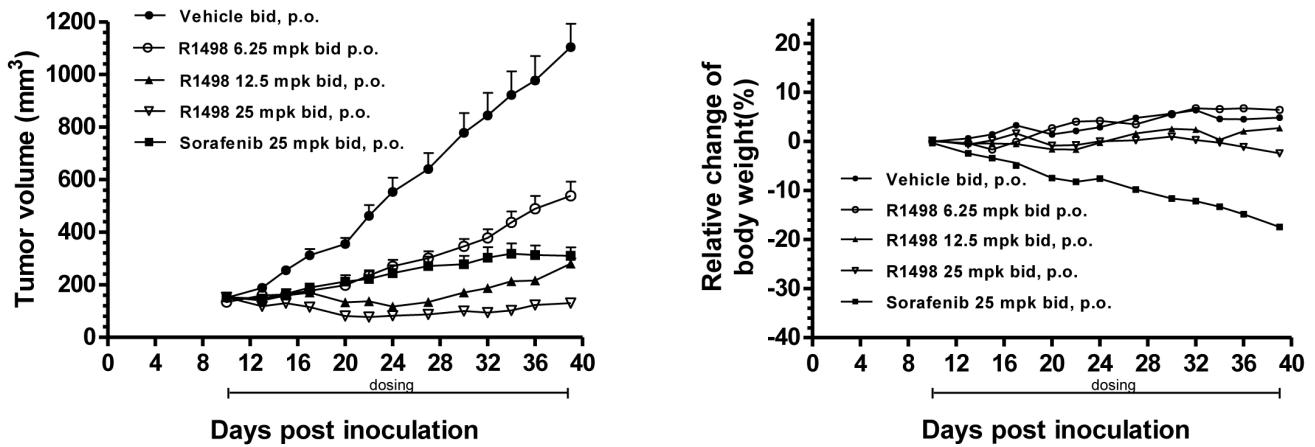 Tumor volume (mm3)
1200
1000
800
600
400
200
0
Vehicle bid, p.o.
R1498 6.25 mpk bid p.o.
R1498 12.5 mpk bid, p.o.
R1498 25 mpk bid, p.o.
Sorafenib 25 mpk bid, p.o.
0 4 8 12 16 20 24 28 32 36 40
dosing
Days post inoculation
Relative change of
body weight(%)
20
10
0
-10
-20
-30
-40
Vehicle bid, p.o.
R1498 6.25 mpk bid p.o.
R1498 12.5 mpk bid, p.o.
R1498 25 mpk bid, p.o.
Sorafenib 25 mpk bid, p.o.
0 4 8 12 16 20 24 28 32 36 40
dosing
Days post inoculation